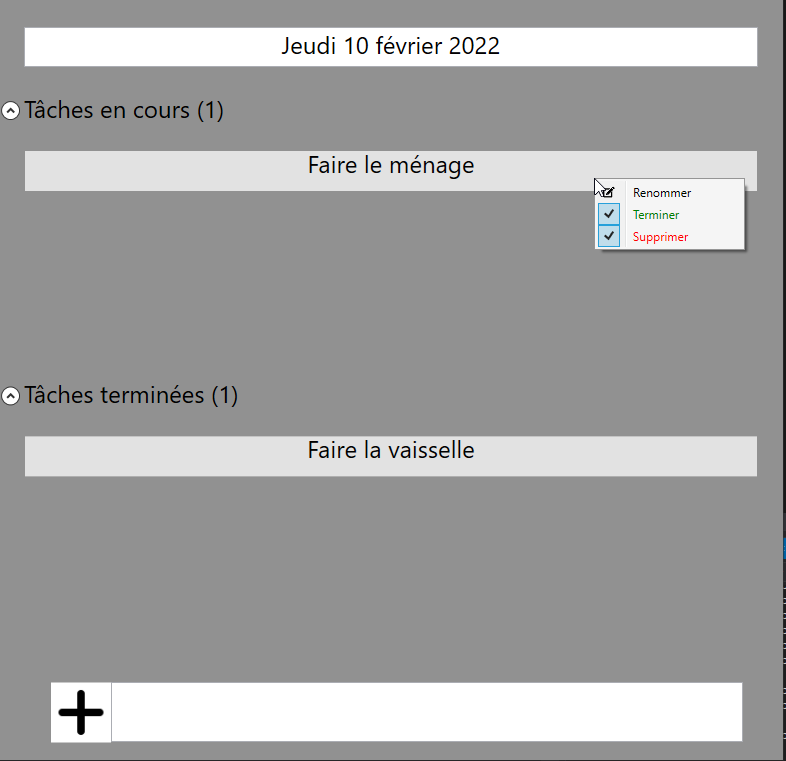 Jeudi 10 février 2022
Tâches en cours (1)
Faire le ménage
Renommer
Terminer
Supprimer
Tâches terminées (1)
Faire la vaisselle